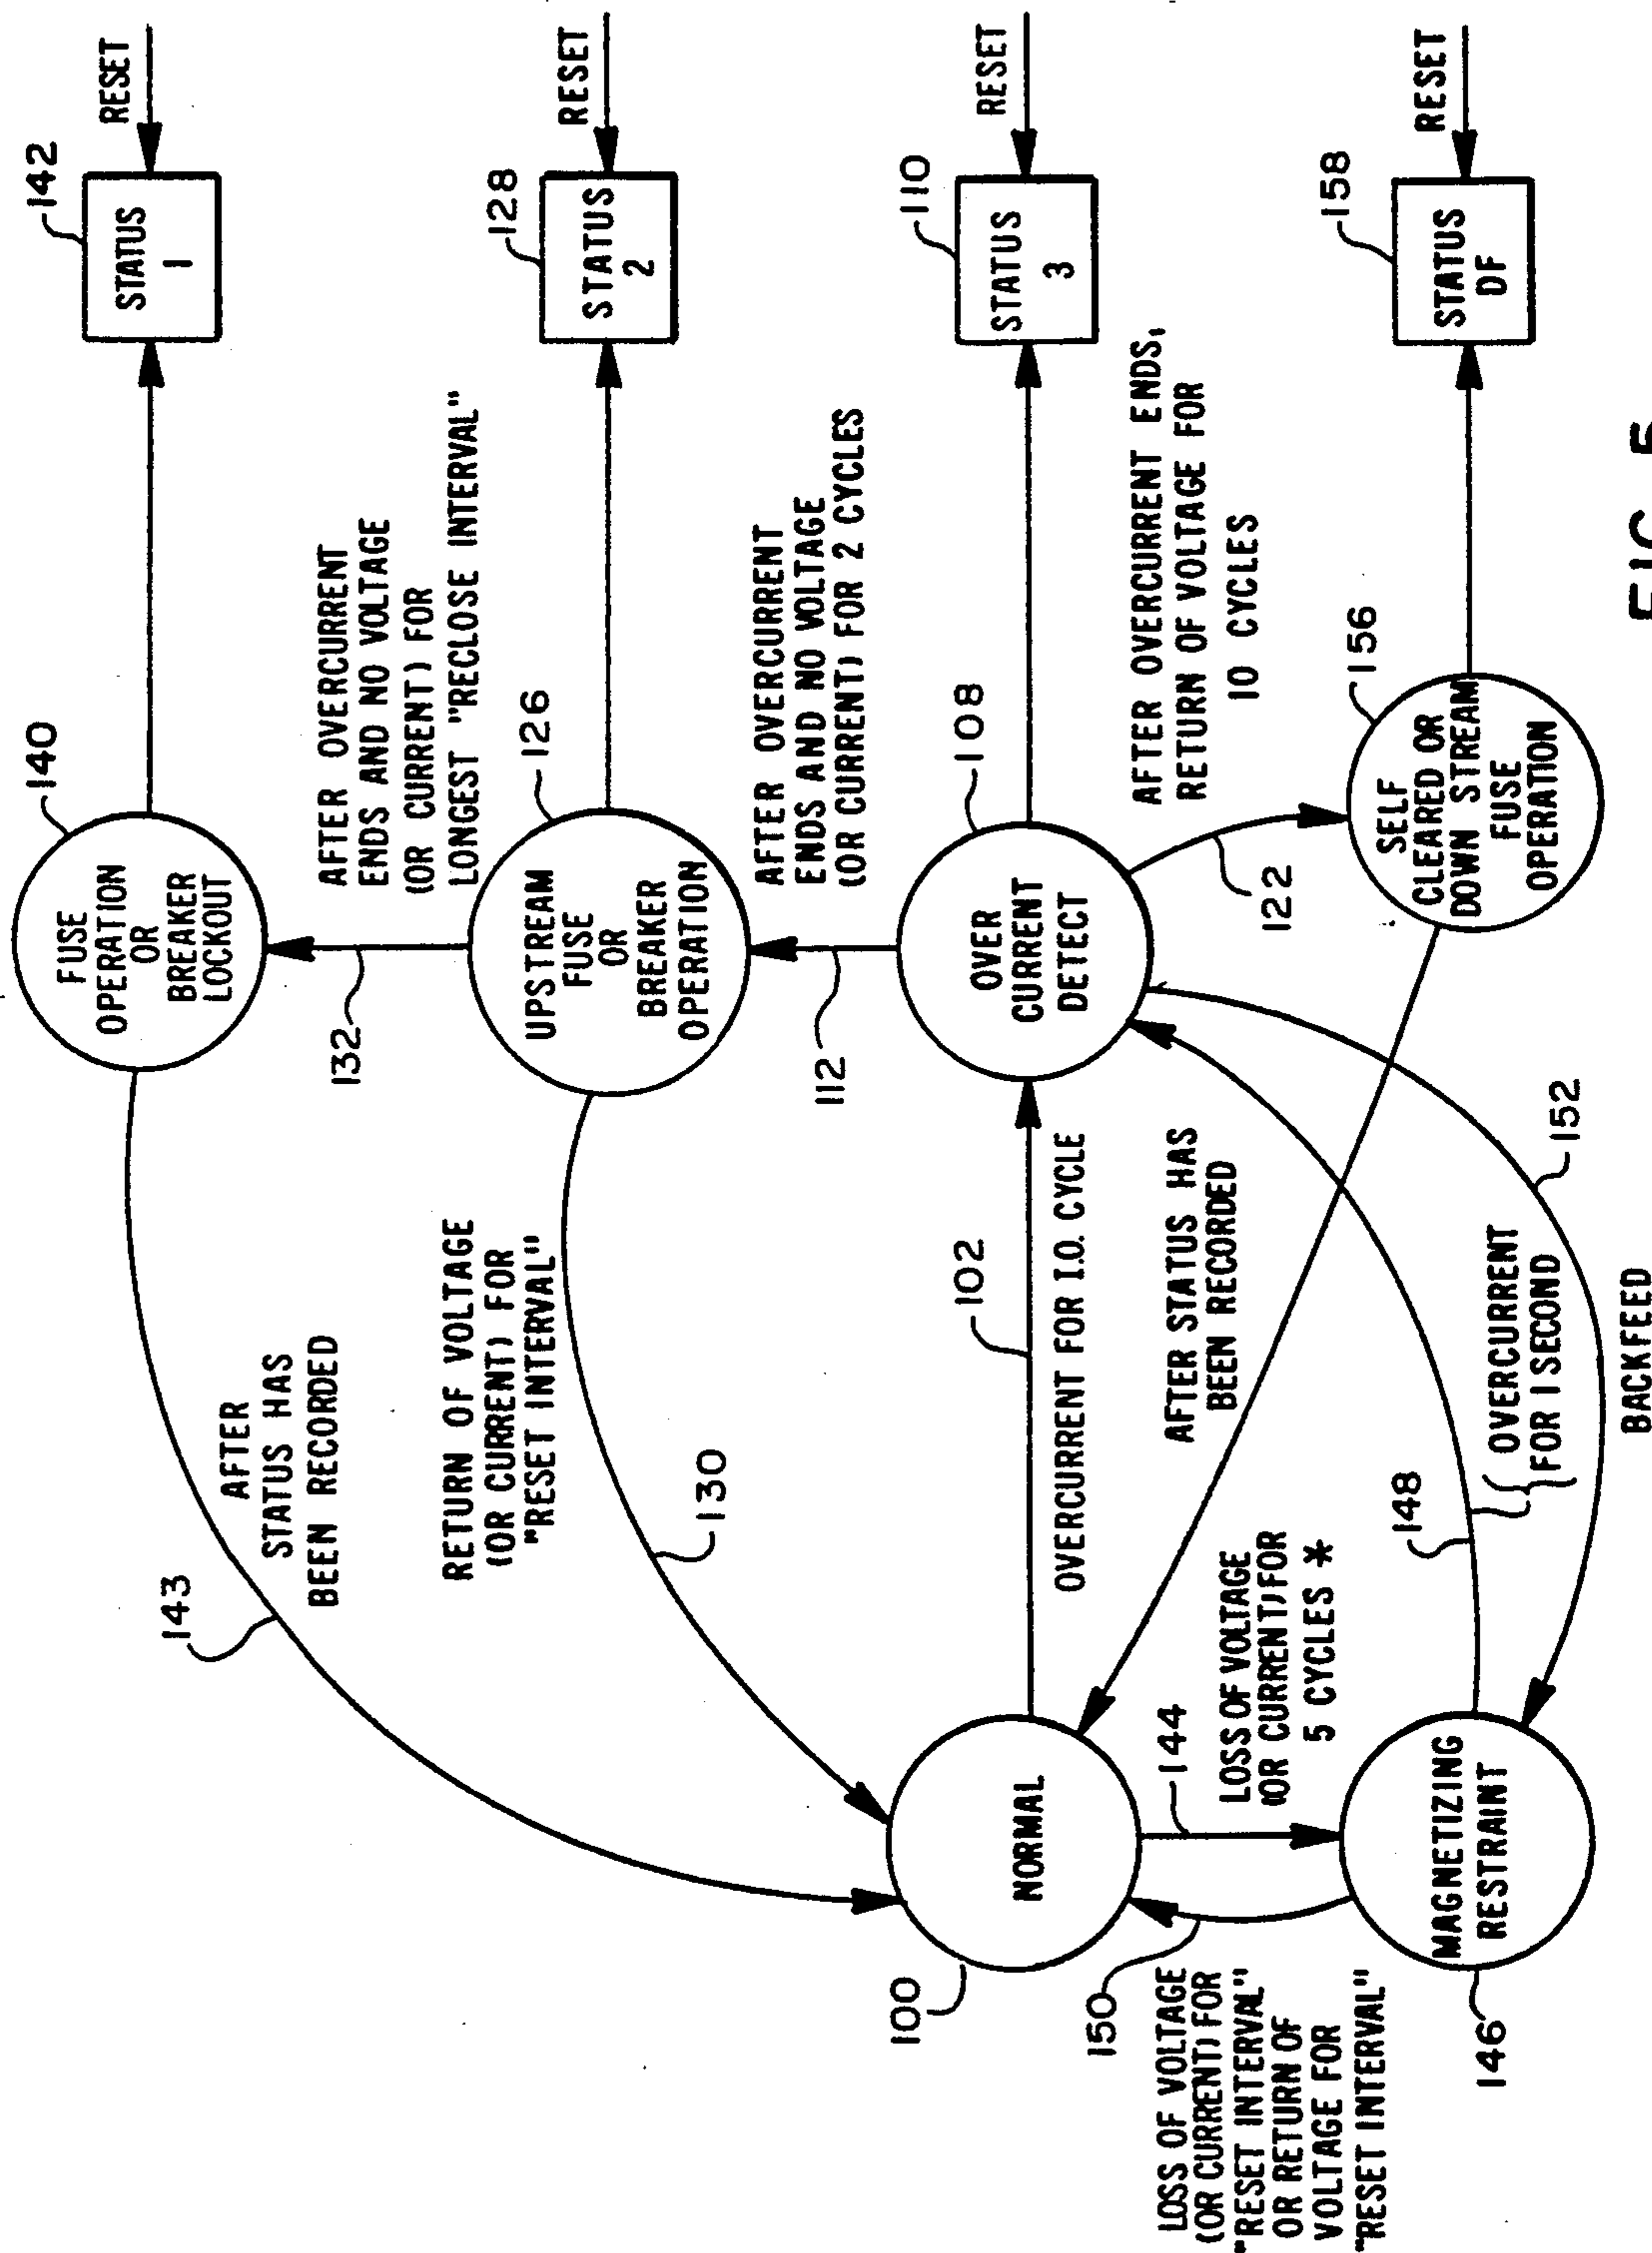 142
STATUS
1
RESET
140
FUSE
OPERATION
OR
BREAKER
LOCKOUT
143
AFTER
STATUS HAS
BEEN RECORDED
132
AFTER OVERCURRENT
ENDS AND NO VOLTAGE
(OR CURRENT) FOR
LONGEST "RECLOSE INTERVAL"
128
STATUS
2
RESET
126
UPSTREAM
FUSE
OR
BREAKER
OPERATION
RETURN OF VOLTAGE
(OR CURRENT) FOR
"RESET INTERVAL"
130
112
AFTER OVERCURRENT
ENDS AND NO VOLTAGE
(OR CURRENT) FOR 2 CYCLES
110
STATUS
3
RESET
108
OVER
CURRENT
DETECT
102
OVERCURRENT FOR I.O. CYCLE
100
NORMAL
AFTER OVERCURRENT ENDS,
RETURN OF VOLTAGE FOR
10 CYCLES
122
AFTER STATUS HAS
BEEN RECORDED
144
LOSS OF VOLTAGE
(OR CURRENT) FOR
5 CYCLES *
150
LOSS OF VOLTAGE
(OR CURRENT) FOR
"RESET INTERVAL"
OR RETURN OF
VOLTAGE FOR
"RESET INTERVAL"
158
STATUS
DF
RESET
156
SELF
CLEARED OR
DOWN STREAM
FUSE
OPERATION
148
OVERCURRENT
FOR 1 SECOND
152
BACKFEED
146
MAGNETIZING
RESTRAINT